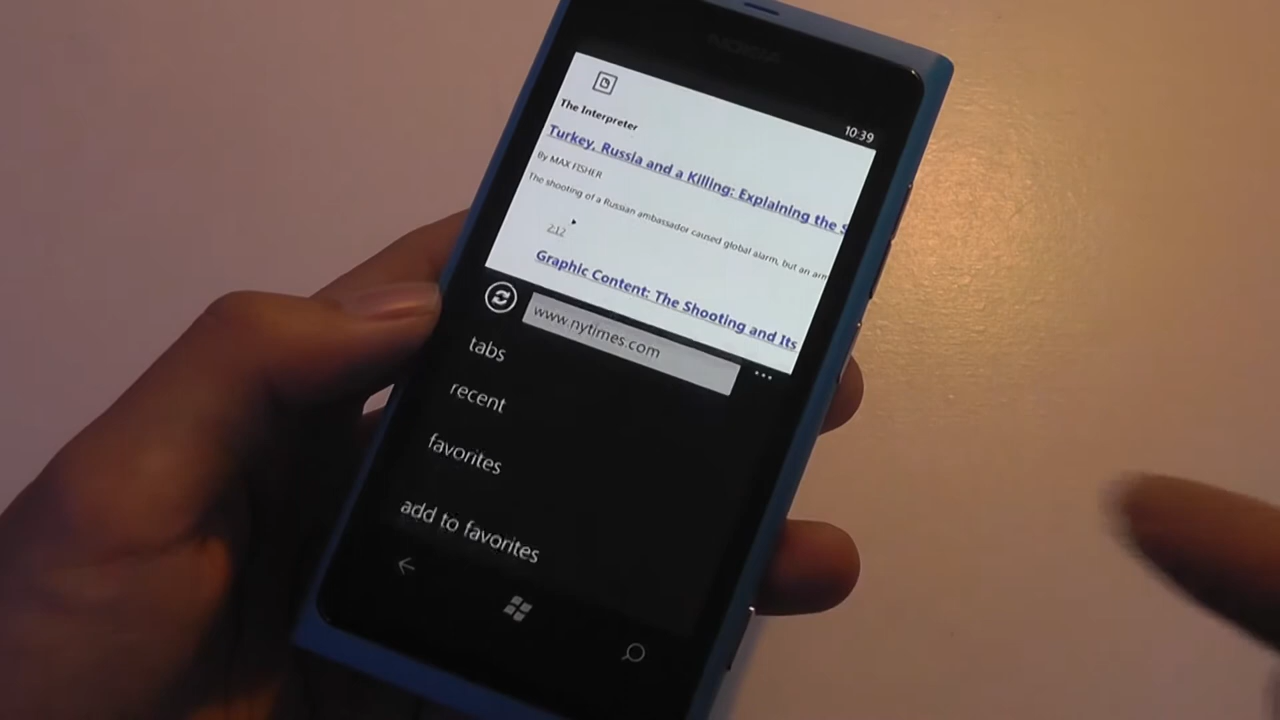 NOKIA
10:39
The Interpreter
Turkey, Russia and a Killing: Explaining the S
By MAX FISHER
The shooting of a Russian ambassador caused global alarm, but an arm
2:12
Graphic Content: The Shooting and Its
www.nytimes.com
...
tabs
recent
favorites
add to favorites